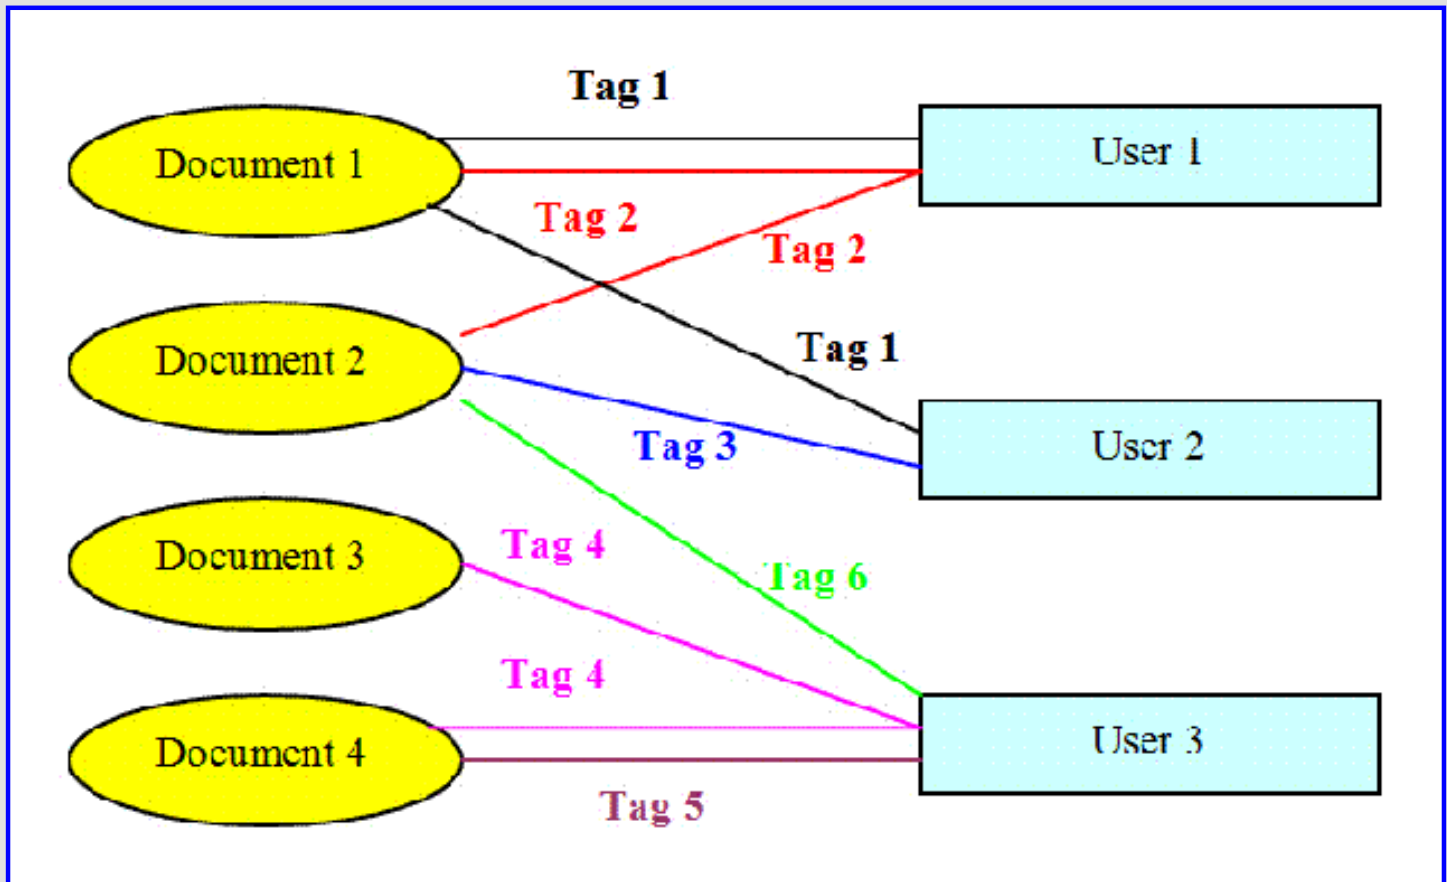 Tag 1
Document 1
User 1
Tag 2
Tag 2
Document 2
Tag 1
Tag 3
User 2
Document 3
Tag 4
Tag 6
Tag 4
Document 4
User 3
Tag 5